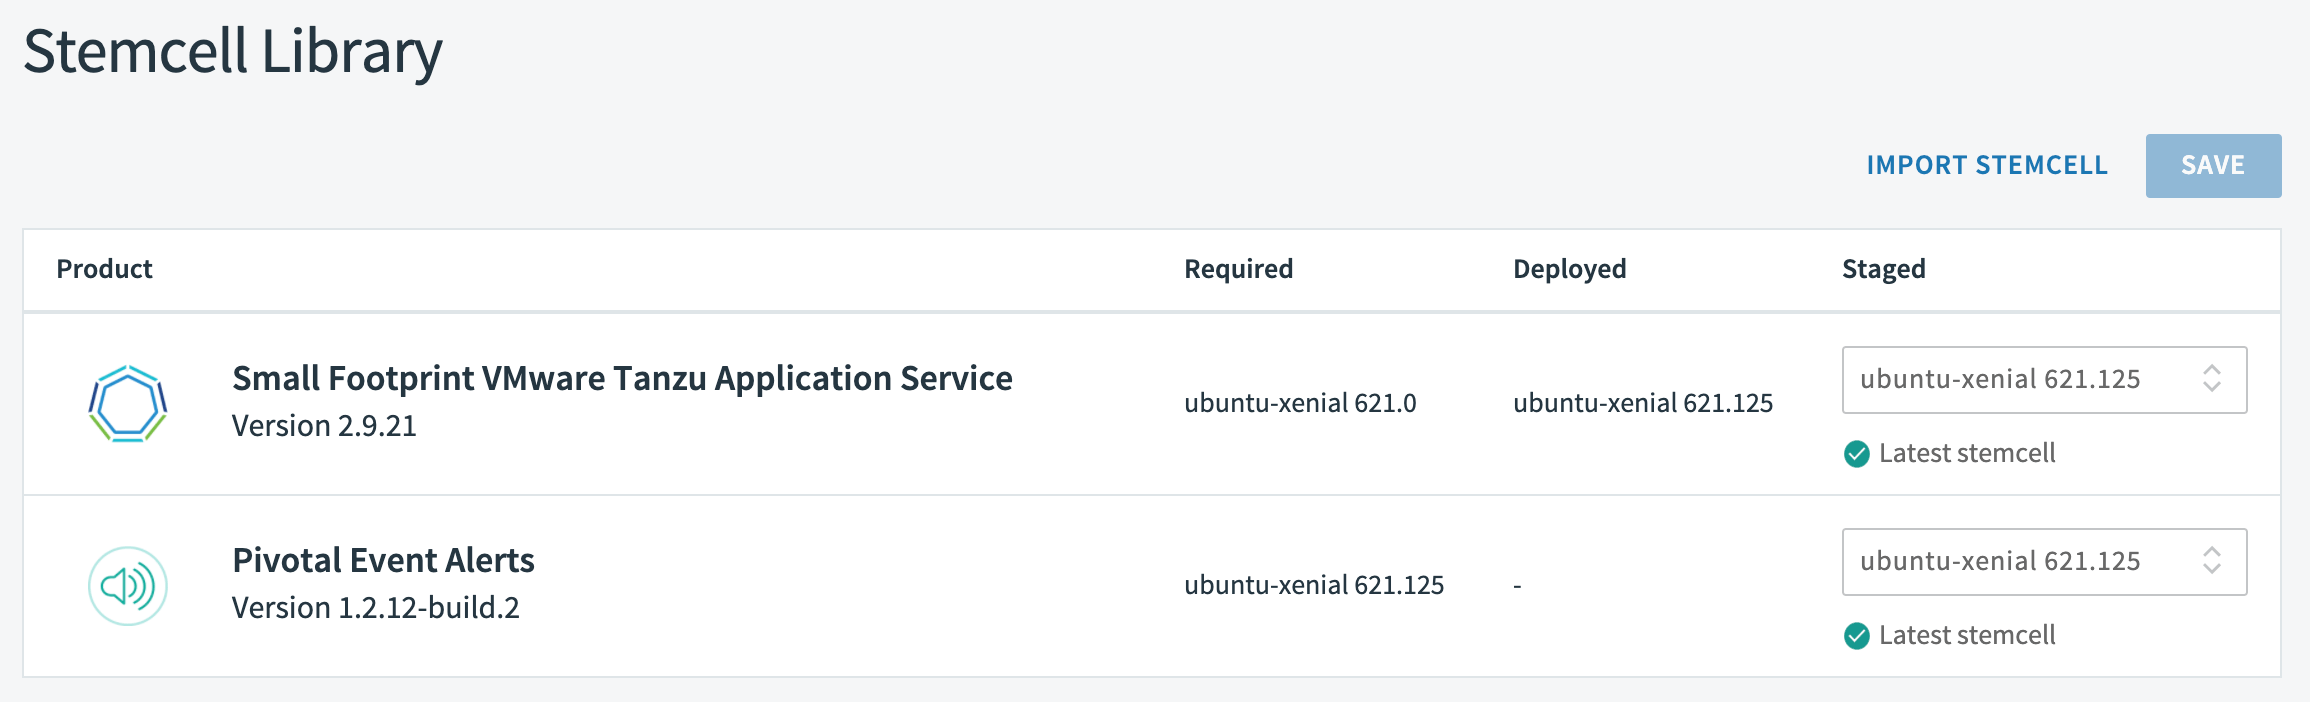 Stemcell Library
IMPORT STEMCELL
SAVE
Product
Required
Deployed
Staged
Small Footprint VMware Tanzu Application Service
Version 2.9.21
ubuntu-xenial 621.0
ubuntu-xenial 621.125
ubuntu-xenial 621.125
Latest stemcell
Pivotal Event Alerts
Version 1.2.12-build.2
ubuntu-xenial 621.125
-
ubuntu-xenial 621.125
Latest stemcell